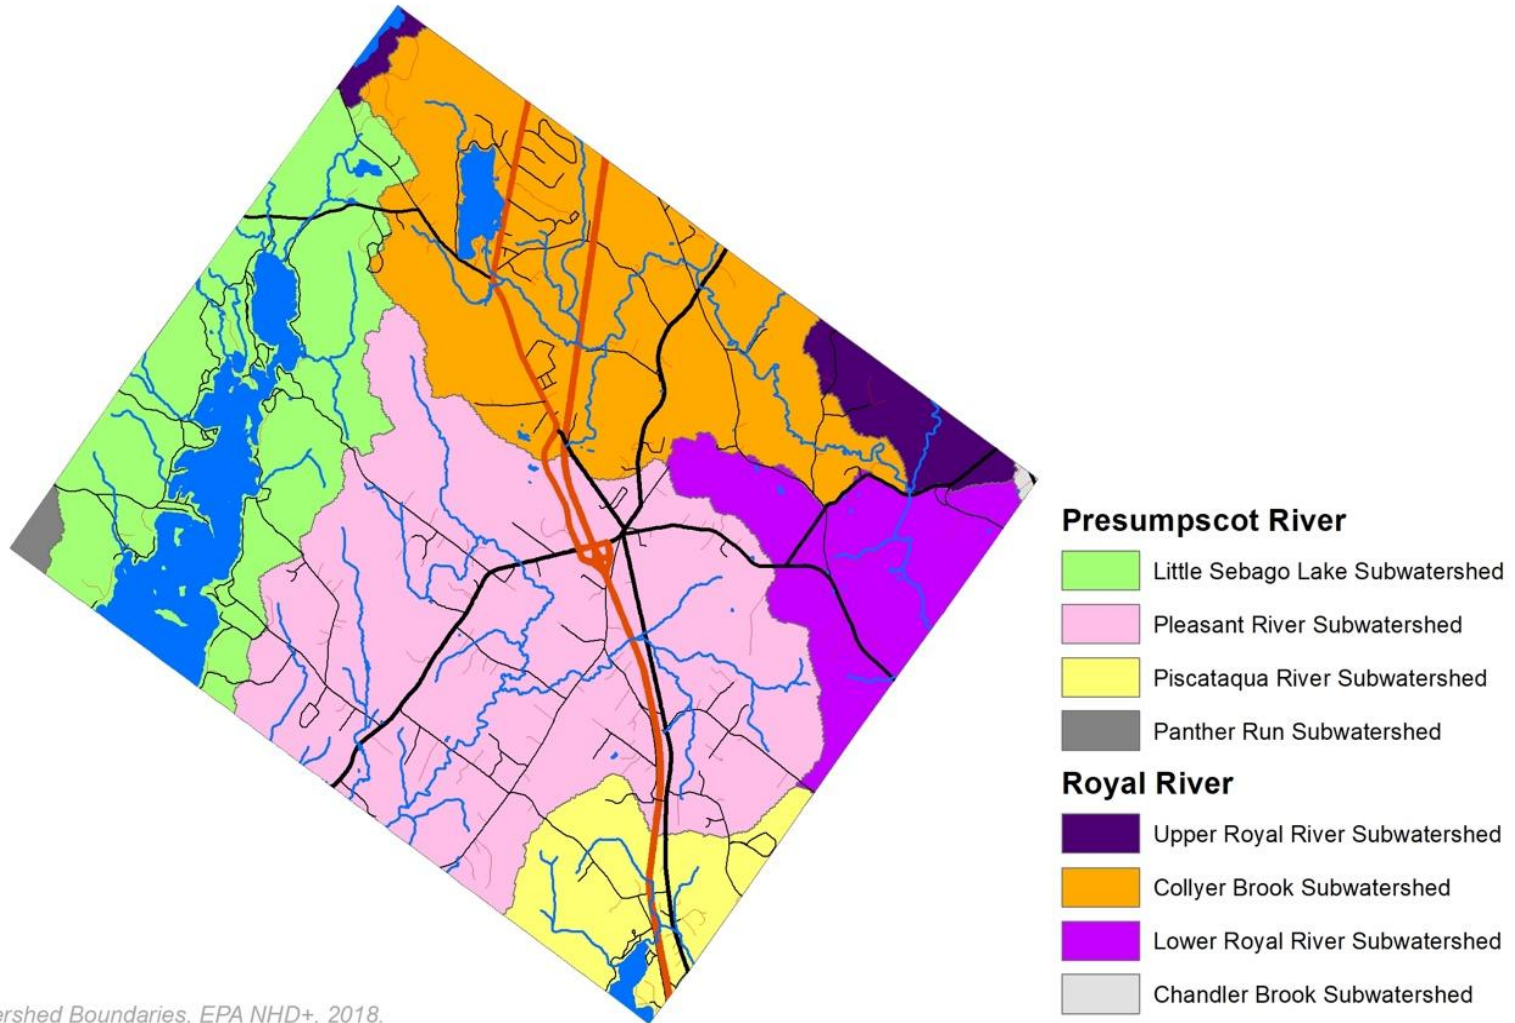 Presumpscot River
Little Sebago Lake Subwatershed
Pleasant River Subwatershed
Piscataqua River Subwatershed
Panther Run Subwatershed
Royal River
Upper Royal River Subwatershed
Collyer Brook Subwatershed
Lower Royal River Subwatershed
Chandler Brook Subwatershed
ershed Boundaries. EPA NHD+. 2018.